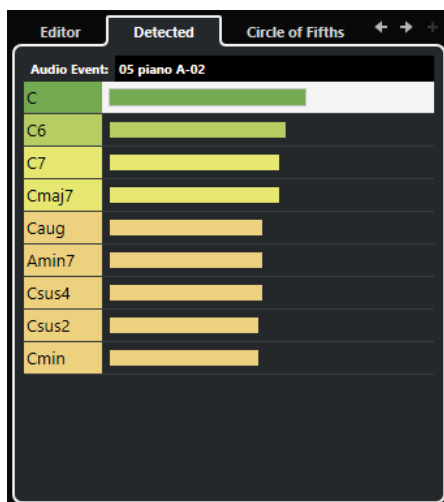 Editor Detected Circle of Fifths
Audio Event: 05 piano A-02
C
C6
C7
Cmaj7
Caug
Amin7
Csus4
Csus2
Cmin